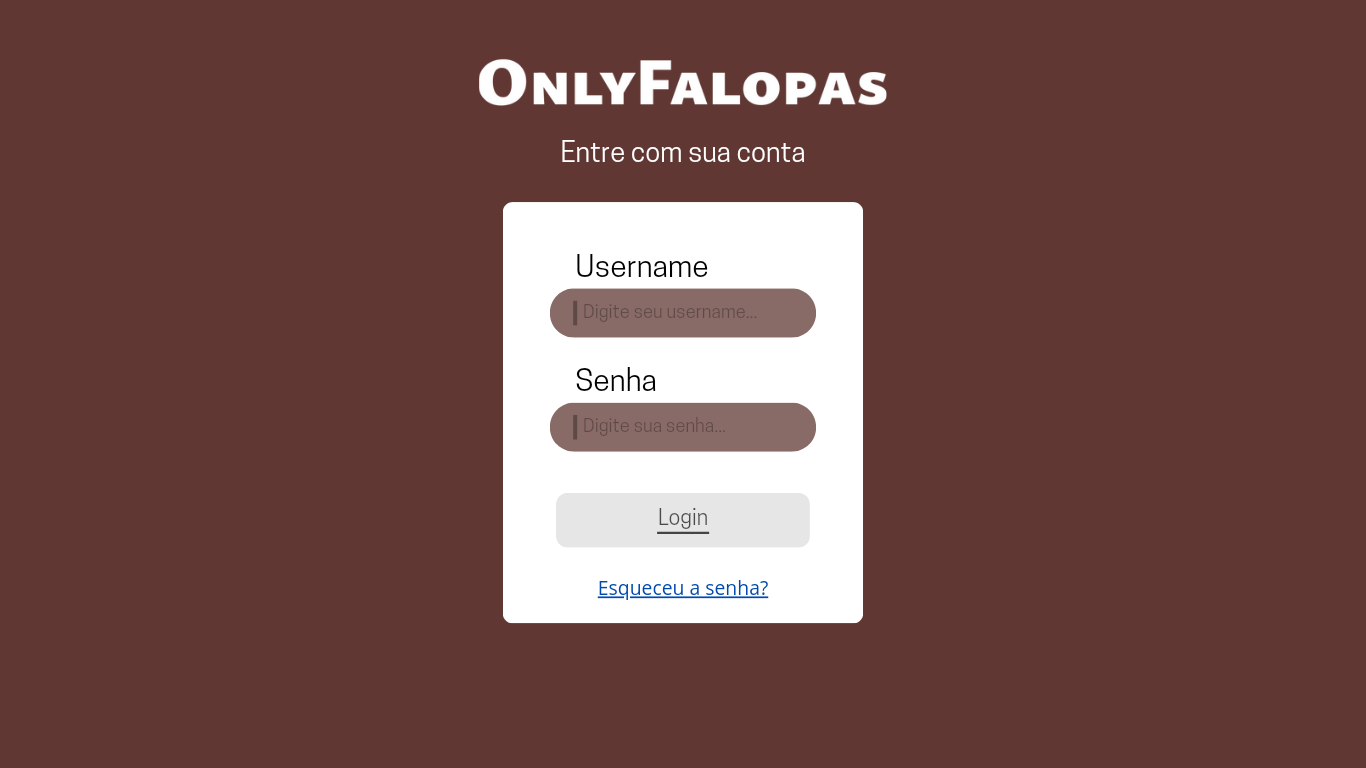 OnlyFalopas
Entre com sua conta
Username
Digite seu username...
Senha
Digite sua senha...
Login
Esqueceu a senha?